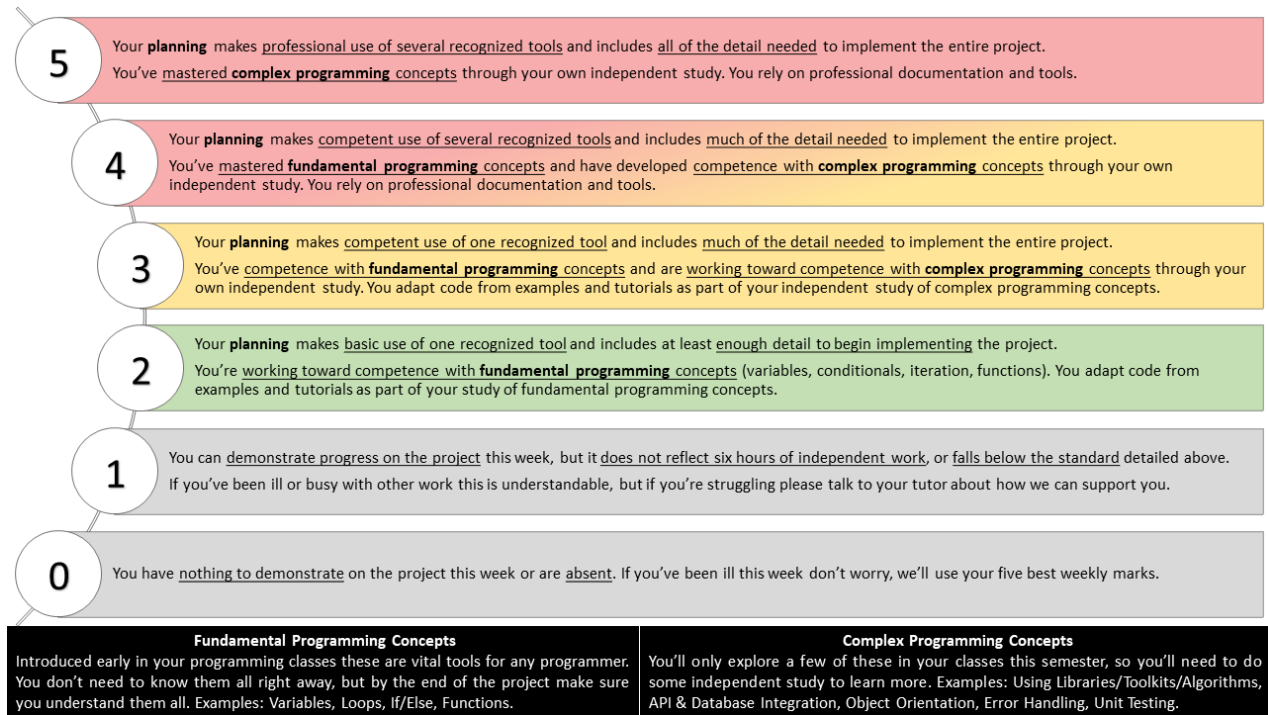 5
Your planning makes professional use of several recognized tools and includes all of the detail needed to implement the entire project.
You've mastered complex programming concepts through your own independent study. You rely on professional documentation and tools.
4
Your planning makes competent use of several recognized tools and includes much of the detail needed to implement the entire project.
You've mastered fundamental programming concepts and have developed competence with complex programming concepts through your own
independent study. You rely on professional documentation and tools.
3
Your planning makes competent use of one recognized tool and includes much of the detail needed to implement the entire project.
You've competence with fundamental programming concepts and are working toward competence with complex programming concepts through your
own independent study. You adapt code from examples and tutorials as part of your independent study of complex programming concepts.
2
Your planning makes basic use of one recognized tool and includes at least enough detail to begin implementing the project.
You're working toward competence with fundamental programming concepts (variables, conditionals, iteration, functions). You adapt code from
examples and tutorials as part of your study of fundamental programming concepts.
1
You can demonstrate progress on the project this week, but it does not reflect six hours of independent work, or falls below the standard detailed above.
If you've been ill or busy with other work this is understandable, but if you're struggling please talk to your tutor about how we can support you.
0
You have nothing to demonstrate on the project this week or are absent. If you've been ill this week don't worry, we'll use your five best weekly marks.
Fundamental Programming Concepts
Introduced early in your programming classes these are vital tools for any programmer.
You don't need to know them all right away, but by the end of the project make sure
you understand them all. Examples: Variables, Loops, If/Else, Functions.
Complex Programming Concepts
You'll only explore a few of these in your classes this semester, so you'll need to do
some independent study to learn more. Examples: Using Libraries/Toolkits/Algorithms,
API & Database Integration, Object Orientation, Error Handling, Unit Testing.